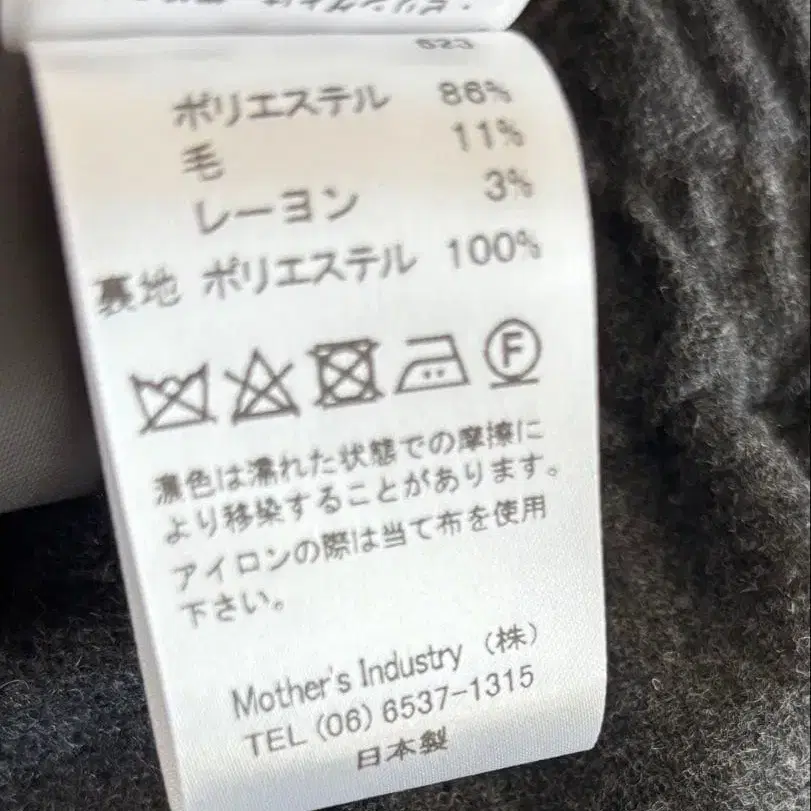 623
ポリエステル 86%
毛 11%
レーヨン 3%
裏地 ポリエステル 100%
F
濃色は濡れた状態での摩擦に
より移染することがあります。
アイロンの際は当て布を使用
下さい。
Mother's Industry (株)
TEL (06) 6537-1315
日本製